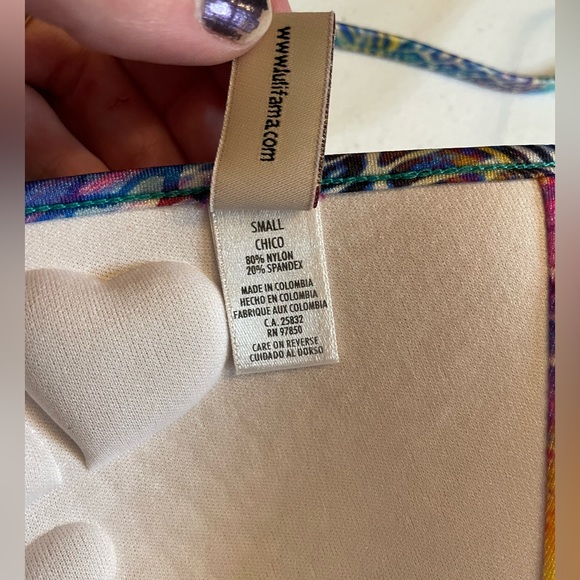 www.lulifama.com
SMALL
CHICO
80% NYLON
20% SPANDEX
MADE IN COLOMBIA
HECHO EN COLOMBIA
FABRIQUE AUX COLOMBIA
C.A. 25832
RN 97850
CARE ON REVERSE
CUIDADO AL DORSO